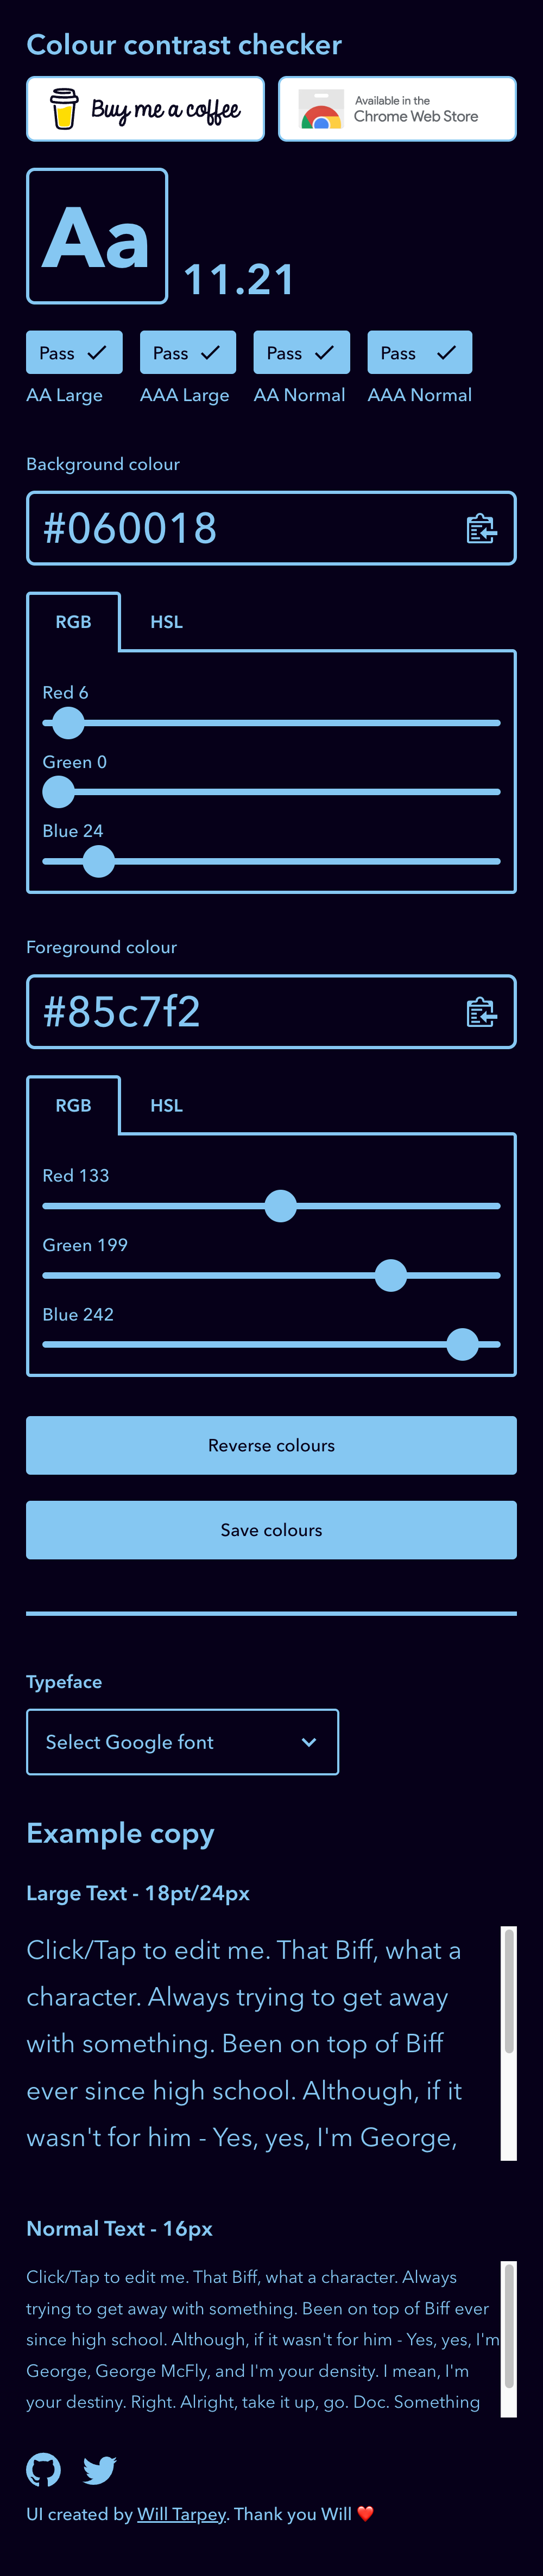 Colour contrast checker
Buy me a coffee
Available in the
Chrome Web Store
Aa
11.21
Pass
Pass
Pass
Pass
AA Large
AAA Large
AA Normal
AAA Normal
Background colour
#060018
RGB
HSL
Red 6
Green 0
Blue 24
Foreground colour
#85c7f2
RGB
HSL
Red 133
Green 199
Blue 242
Reverse colours
Save colours
Typeface
Select Google font
Example copy
Large Text - 18pt/24px
Click/Tap to edit me. That Biff, what a
character. Always trying to get away
with something. Been on top of Biff
ever since high school. Although, if it
wasn't for him - Yes, yes, I'm George,
Normal Text - 16px
Click/Tap to edit me. That Biff, what a character. Always
trying to get away with something. Been on top of Biff ever
since high school. Although, if it wasn't for him - Yes, yes, I'm
George, George McFly, and I'm your density. I mean, I'm
your destiny. Right. Alright, take it up, go. Doc. Something
UI created by Will Tarpey. Thank you Will ❤️